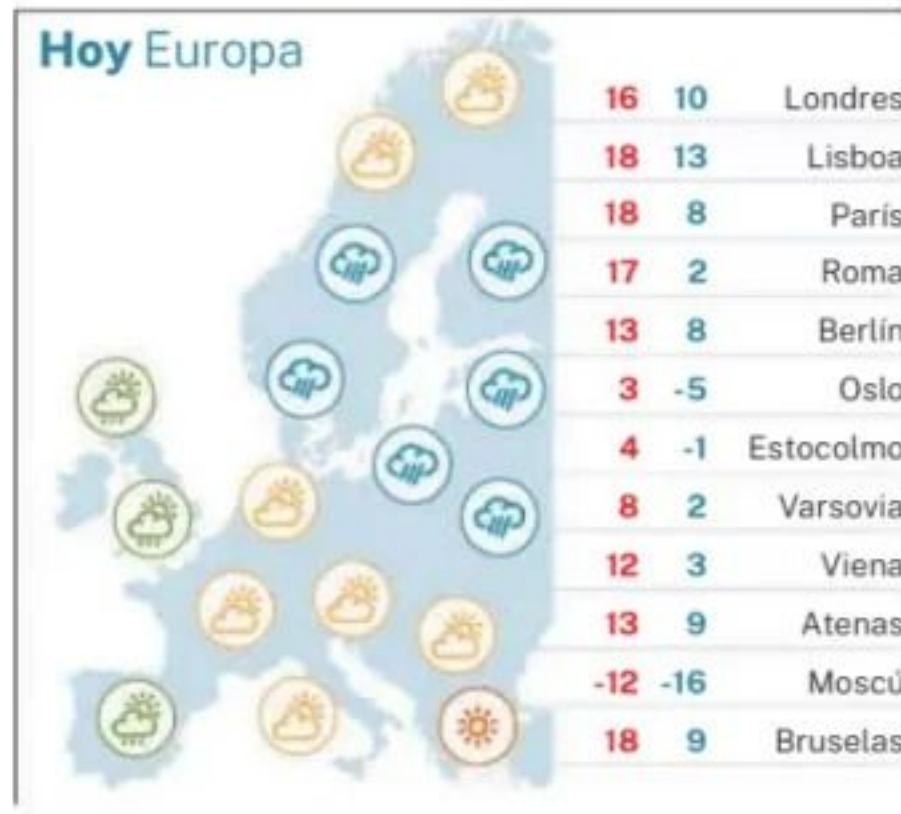 Hoy Europa
16 10 Londres
18 13 Lisboa
18 8 París
17 2 Roma
13 8 Berlín
3 -5 Oslo
4 -1 Estocolmo
8 2 Varsovia
12 3 Viena
13 9 Atenas
-12 -16 Moscú
18 9 Bruselas